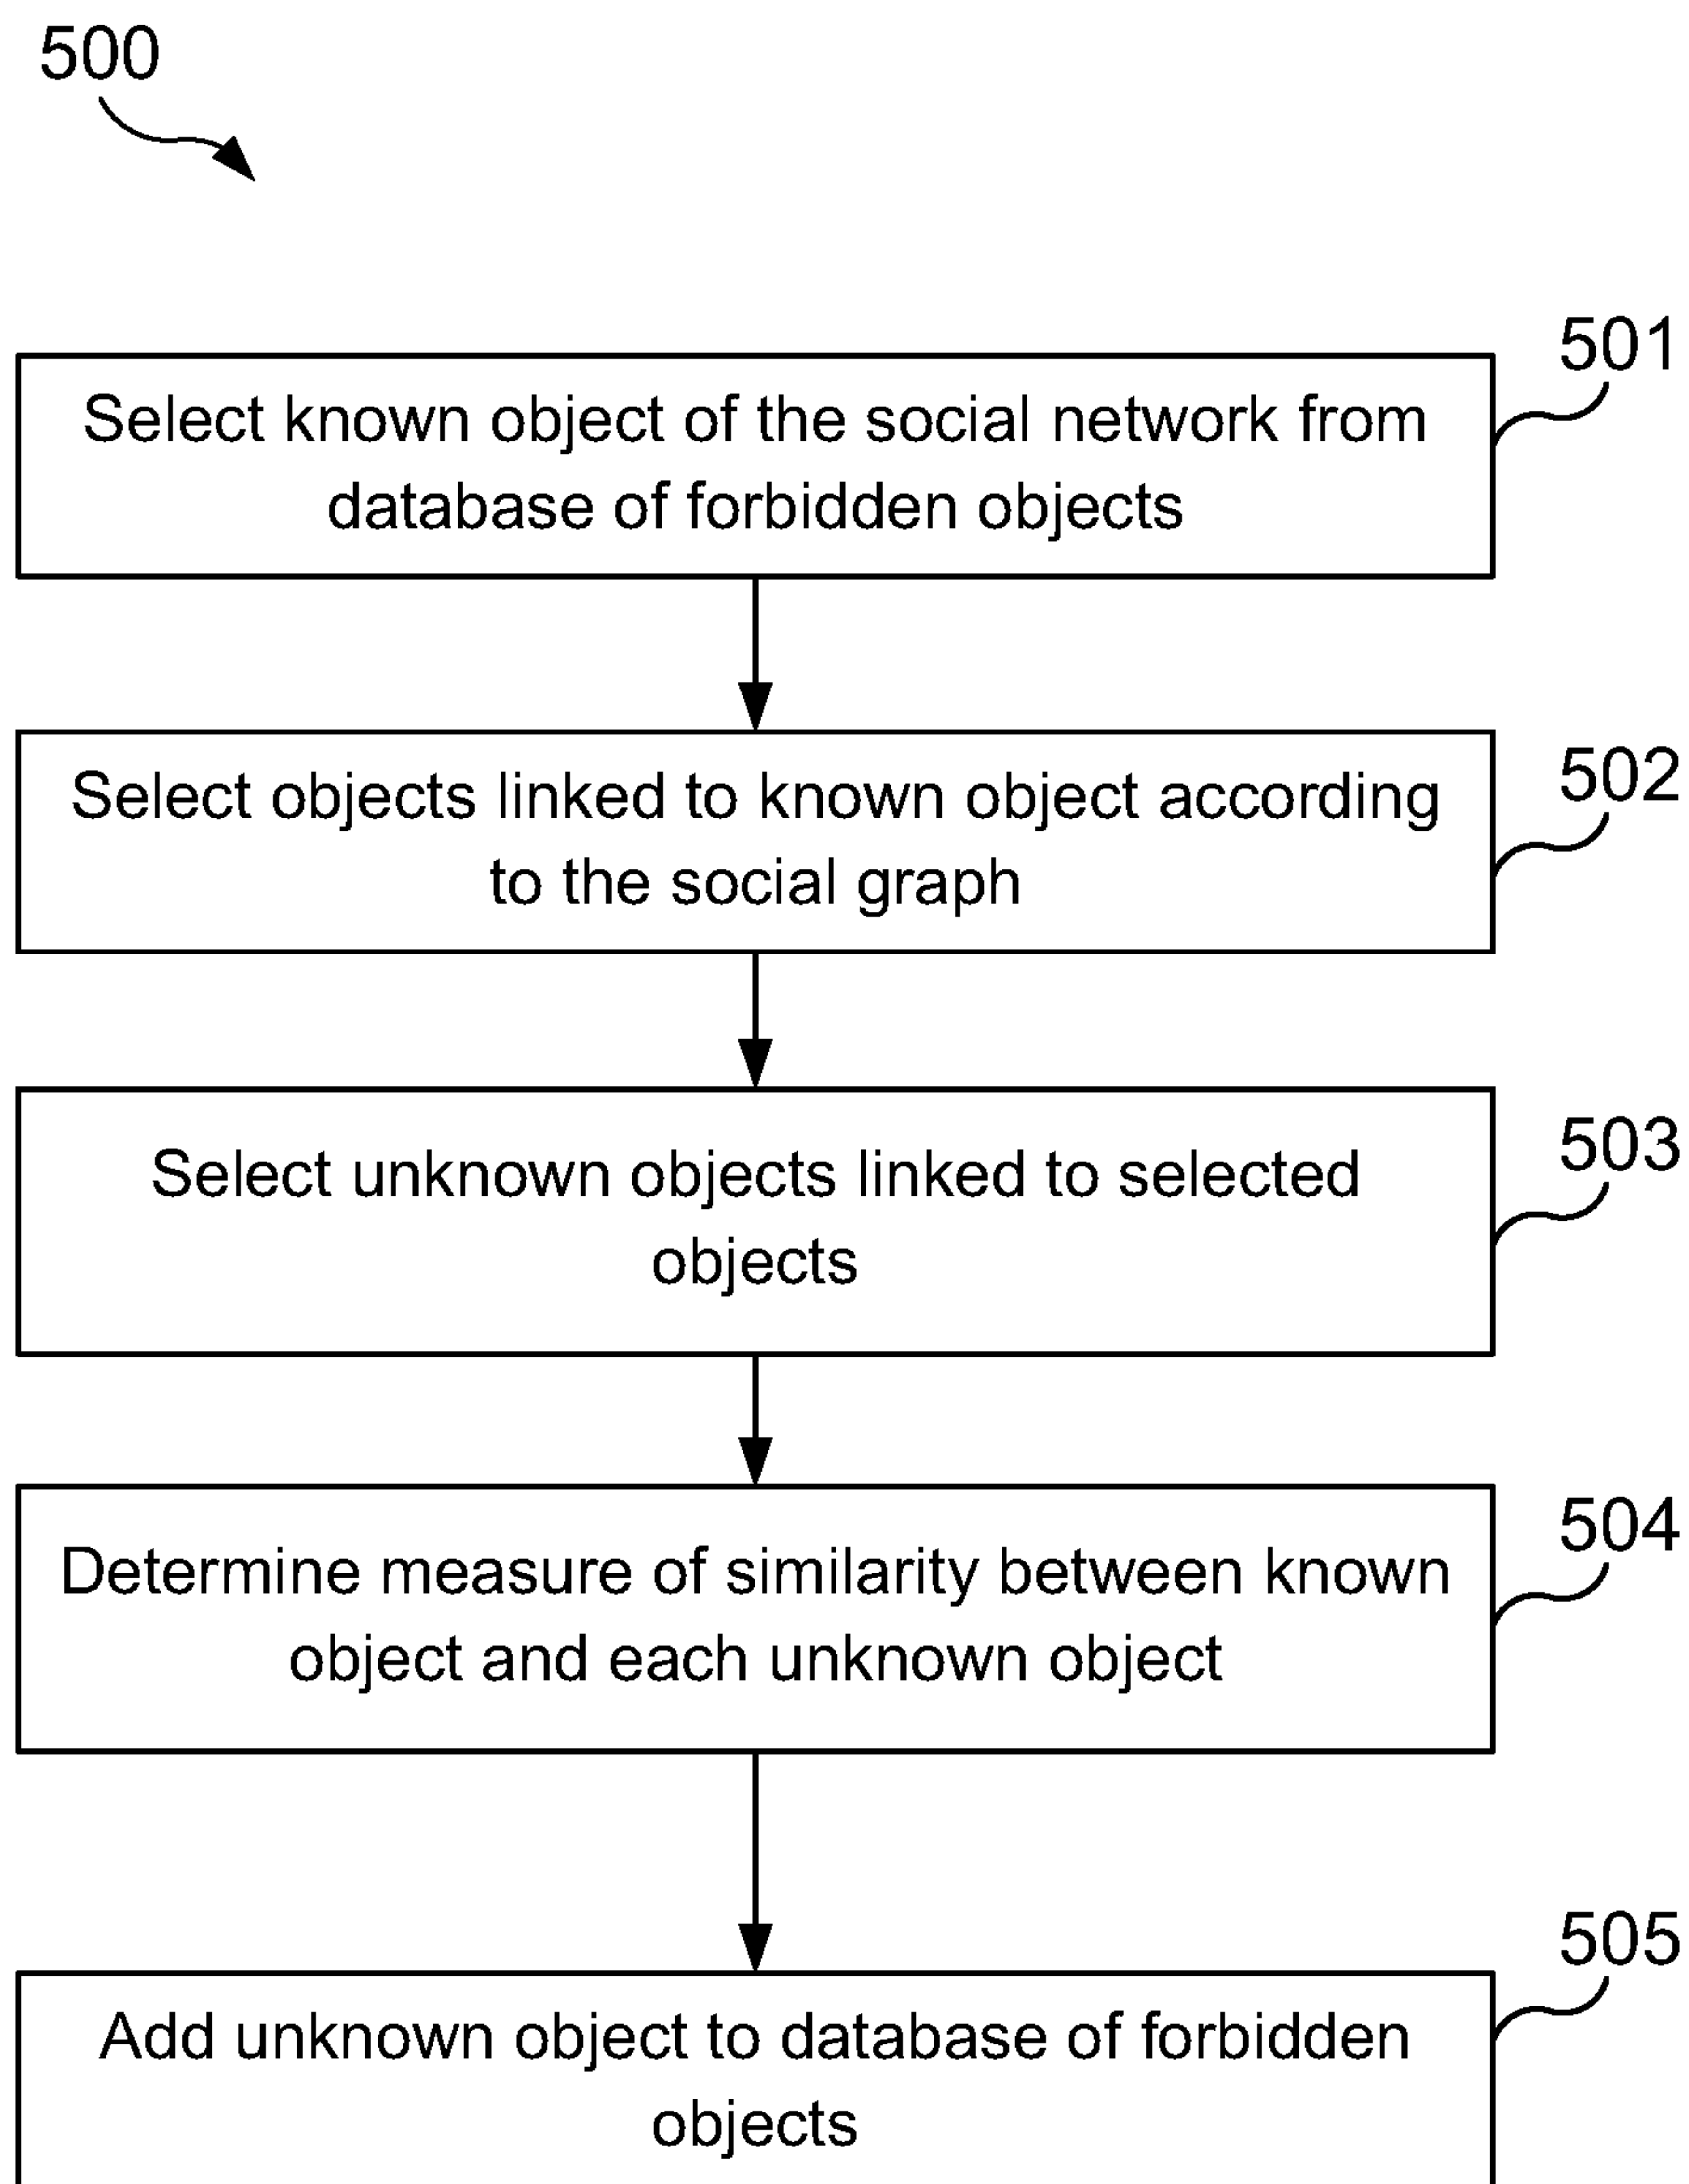 500
501
Select known object of the social network from
database of forbidden objects
502
Select objects linked to known object according
to the social graph
503
Select unknown objects linked to selected
objects
504
Determine measure of similarity between known
object and each unknown object
505
Add unknown object to database of forbidden
objects